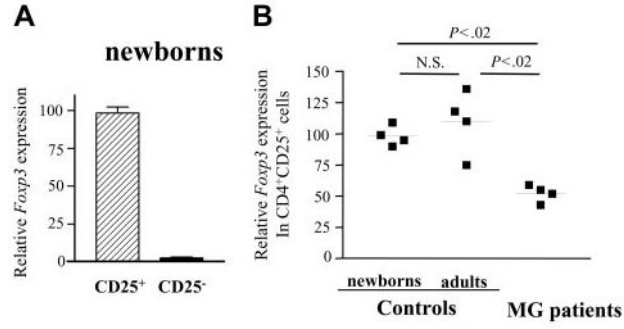 A
newborns
Relative Foxp3 expression
100
75
50
25
0
CD25⁺ CD25⁻
B
P<.02
N.S. P<.02
Relative Foxp3 expression
In CD4⁺CD25⁺ cells
150
125
100
75
50
25
0
newborns adults
Controls MG patients